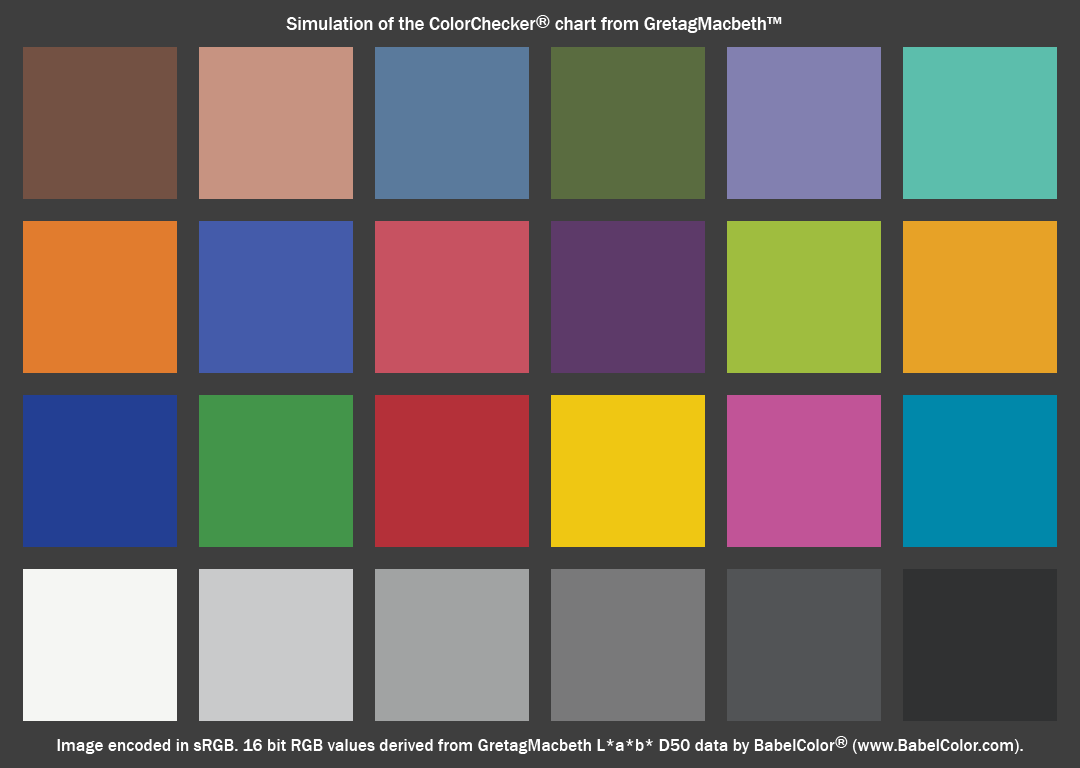 Simulation of the ColorChecker® chart from GretagMacbeth™
Image encoded in sRGB. 16 bit RGB values derived from GretagMacbeth L*a*b* D50 data by BabelColor® (www.BabelColor.com).